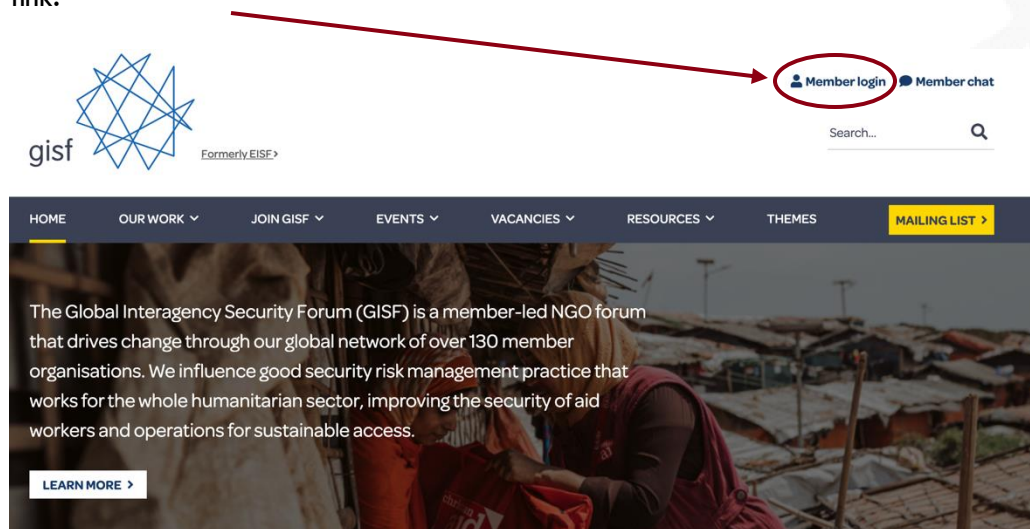 link.
Member login Member chat
Search...
gisf
Formerly EISF >
HOME OUR WORK JOIN GISF EVENTS VACANCIES RESOURCES THEMES MAILING LIST >
The Global Interagency Security Forum (GISF) is a member-led NGO forum
that drives change through our global network of over 130 member
organisations. We influence good security risk management practice that
works for the whole humanitarian sector, improving the security of aid
workers and operations for sustainable access.
LEARN MORE >
christian
aid